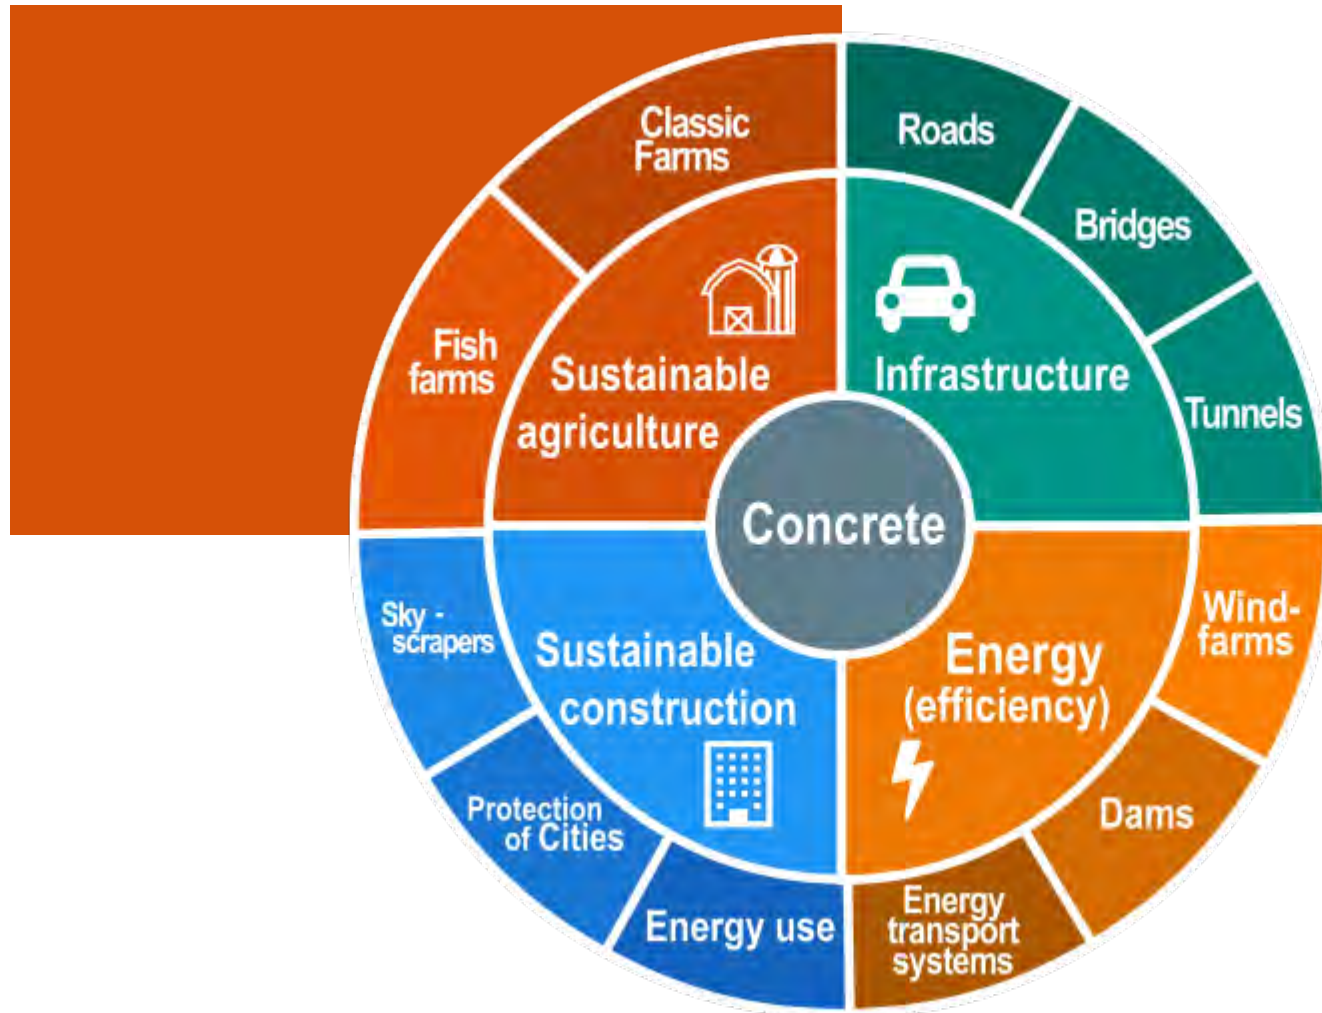 Classic
Farms
Roads
Bridges
Fish
farms
Sustainable
agriculture
Infrastructure
Tunnels
Concrete
Sky -
scrapers
Sustainable
construction
Energy
(efficiency)
Wind-
farms
Protection
of Cities
Dams
Energy use
Energy
transport
systems